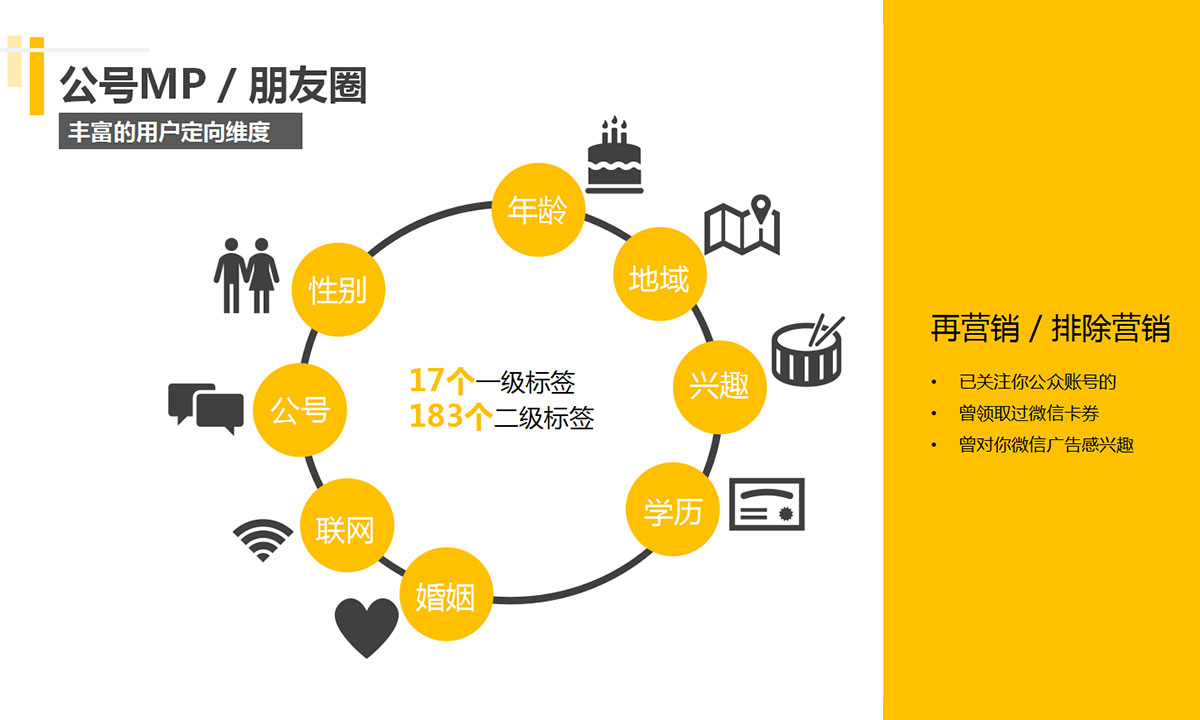 公号MP / 朋友圈
丰富的用户定向维度
年龄
地域
性别
兴趣
17个一级标签
183个二级标签
公号
学历
联网
婚姻
再营销 / 排除营销
• 已关注你公众账号的
• 曾领取过微信卡券
• 曾对你微信广告感兴趣